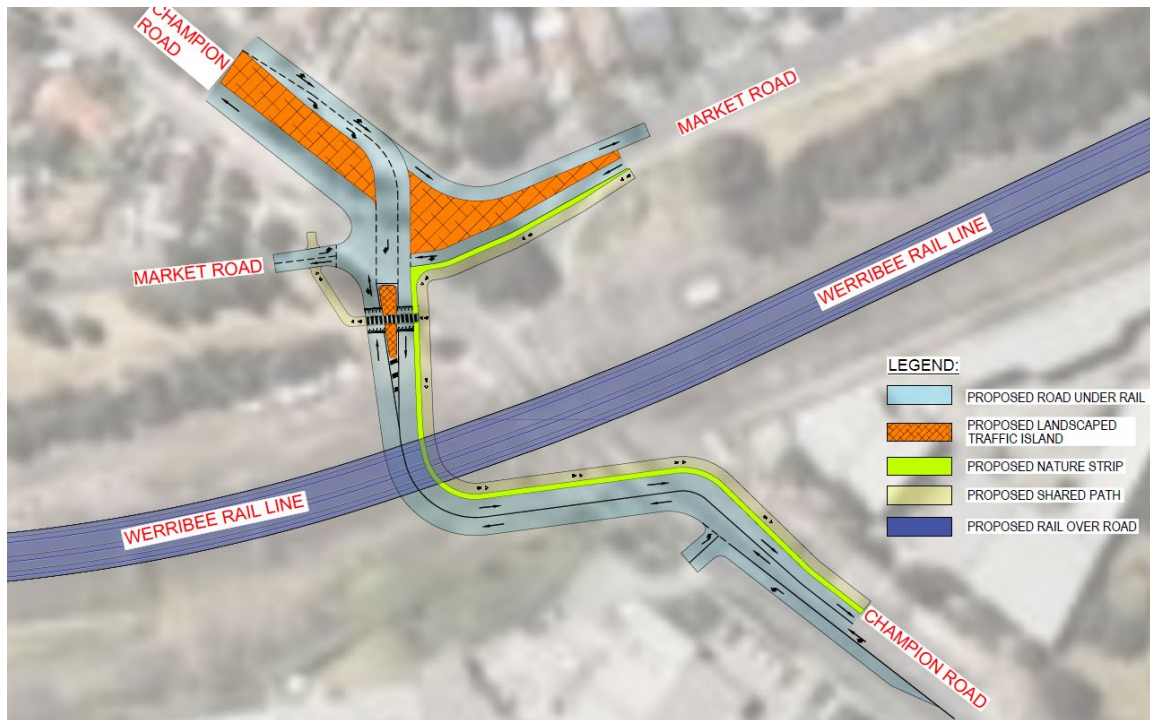 CHAMPION
ROAD
MARKET ROAD
MARKET ROAD
WERRIBEE RAIL LINE
WERRIBEE RAIL LINE
CHAMPION ROAD
LEGEND:
PROPOSED ROAD UNDER RAIL
PROPOSED LANDSCAPED
TRAFFIC ISLAND
PROPOSED NATURE STRIP
PROPOSED SHARED PATH
PROPOSED RAIL OVER ROAD